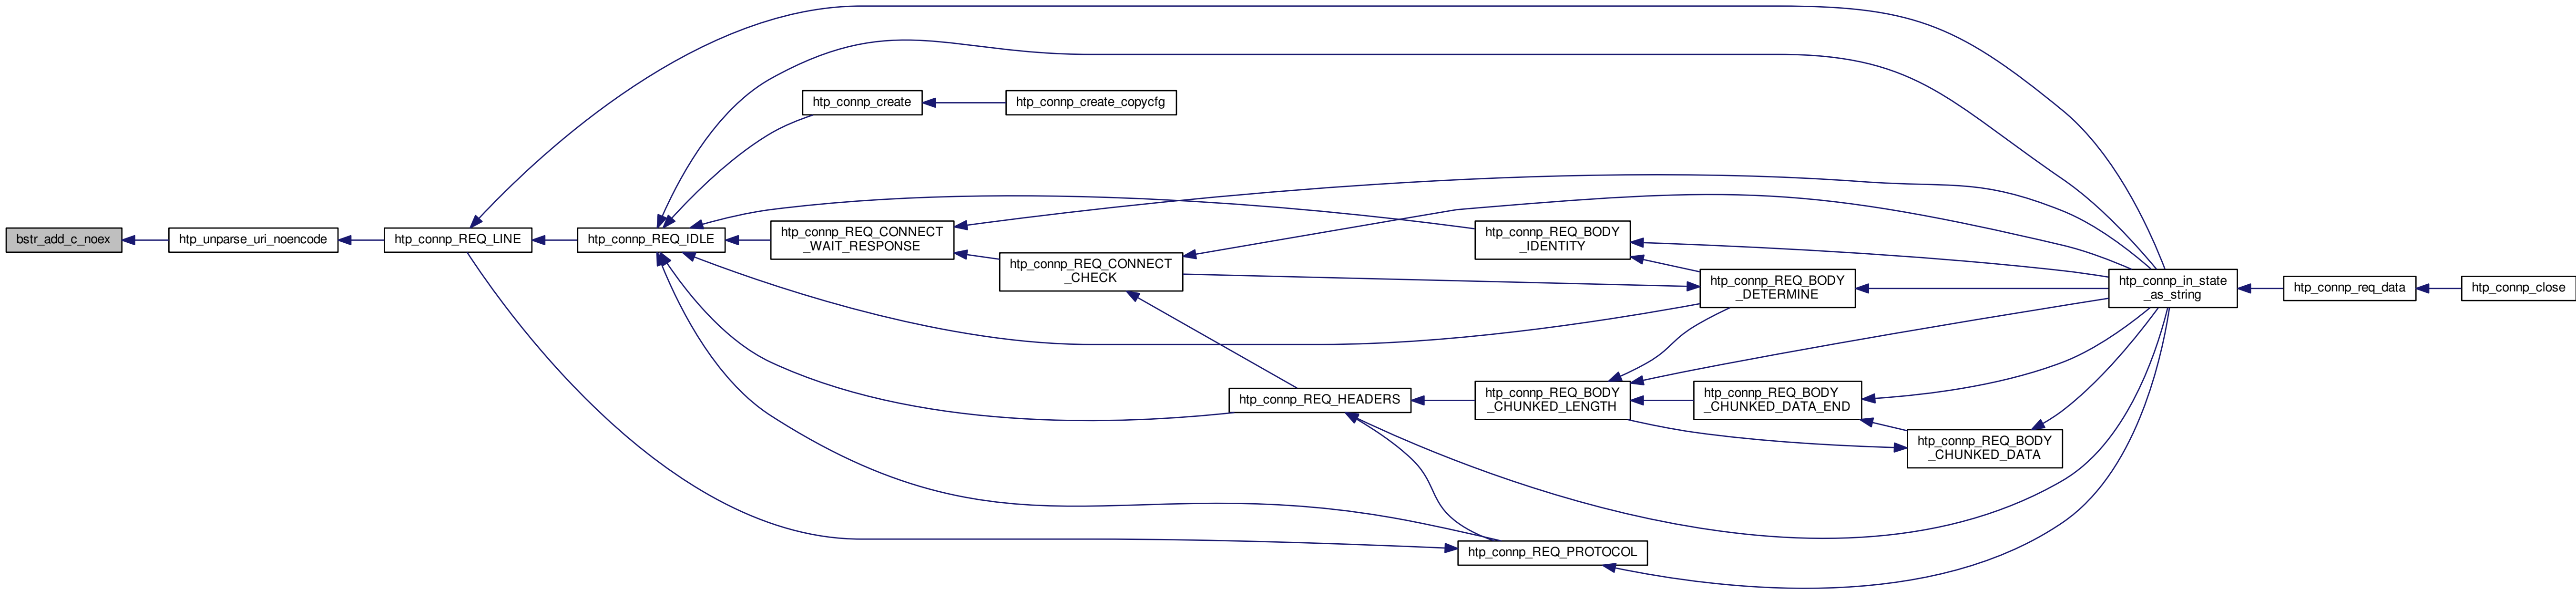 bstr_add_c_noex
htp_unparse_uri_noencode
htp_connp_REQ_LINE
htp_connp_REQ_IDLE
htp_connp_create
htp_connp_create_copycfg
htp_connp_REQ_CONNECT
_WAIT_RESPONSE
htp_connp_REQ_CONNECT
_CHECK
htp_connp_REQ_HEADERS
htp_connp_REQ_BODY
_IDENTITY
htp_connp_REQ_BODY
_CHUNKED_LENGTH
htp_connp_REQ_PROTOCOL
htp_connp_REQ_BODY
_DETERMINE
htp_connp_REQ_BODY
_CHUNKED_DATA_END
htp_connp_REQ_BODY
_CHUNKED_DATA
htp_connp_in_state
_as_string
htp_connp_req_data
htp_connp_close